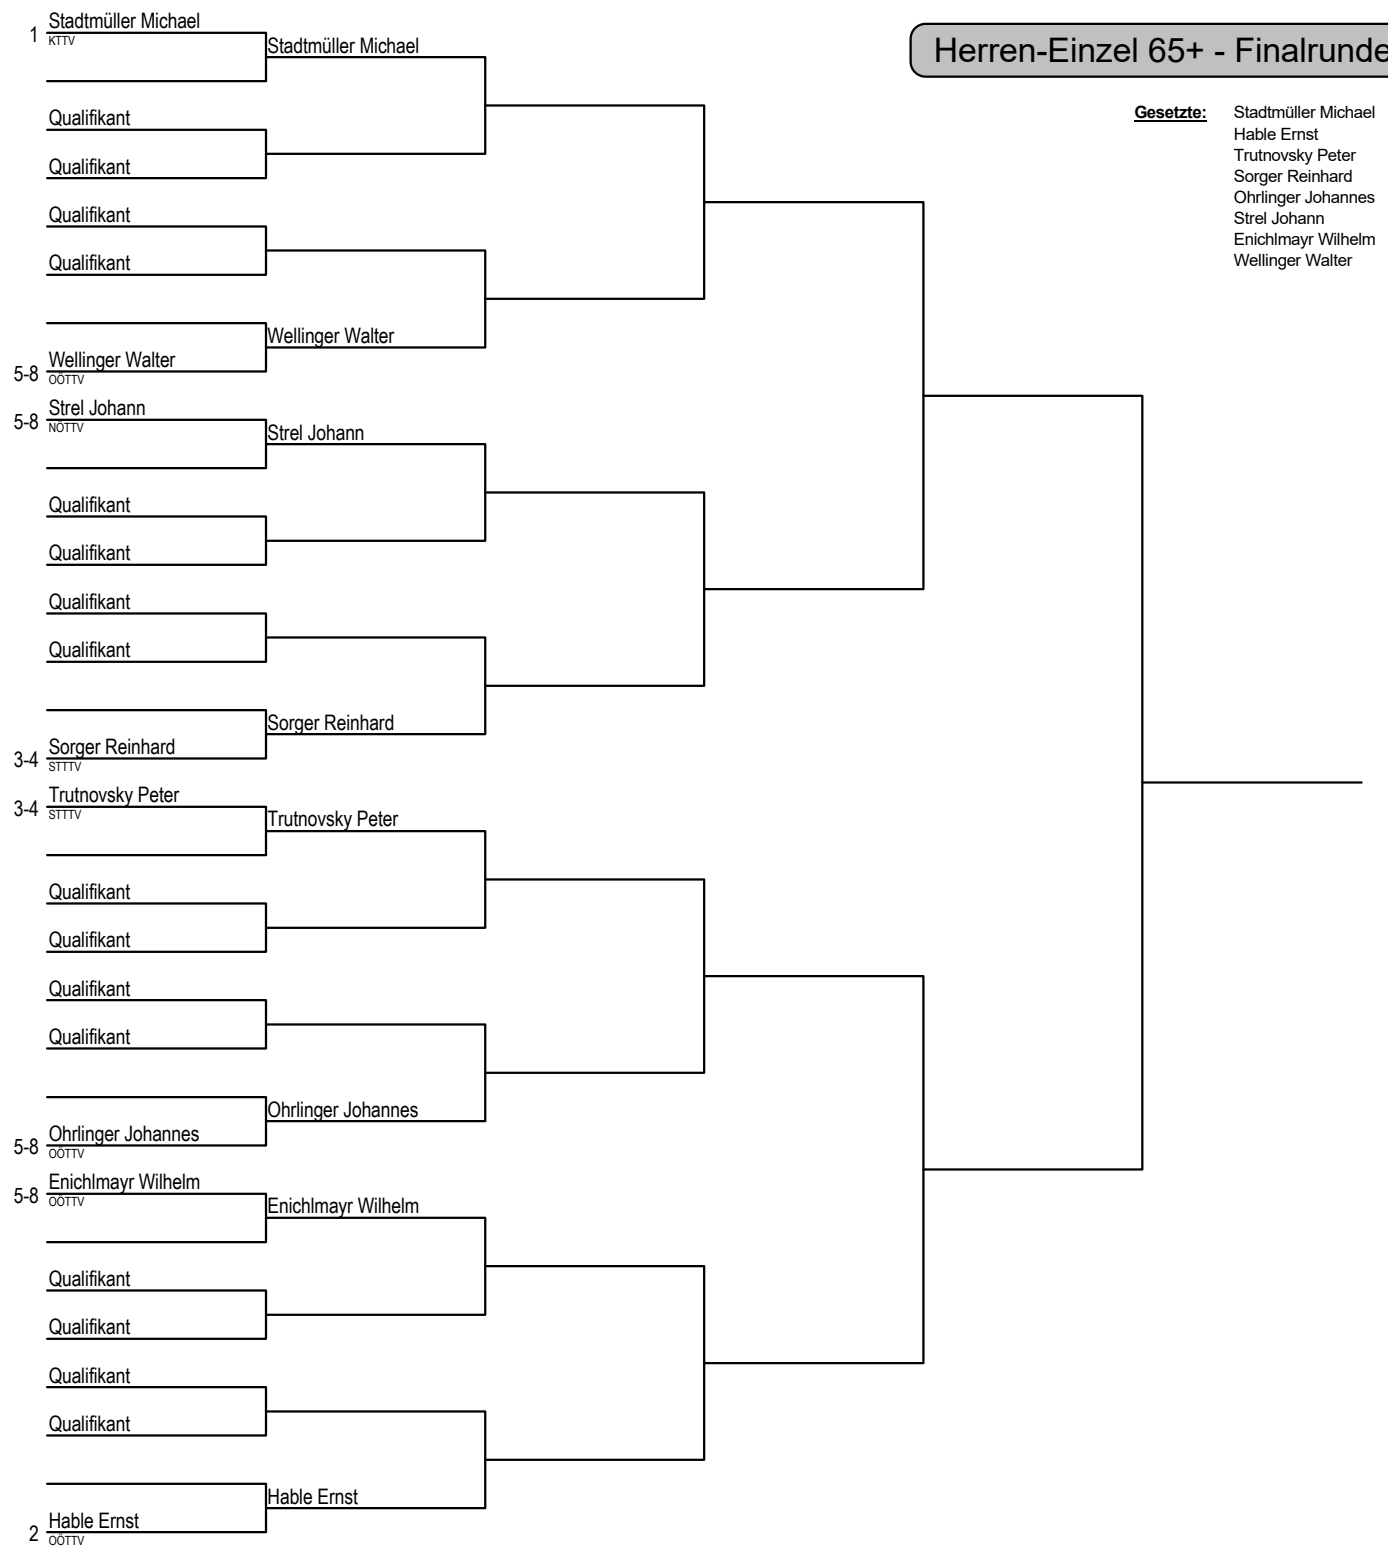 Herren-Einzel 65+ - Finalrunde
Gesetzte: Stadtmüller Michael
Hable Ernst
Trutnovsky Peter
Sorger Reinhard
Ohrlinger Johannes
Strel Johann
Enichlmayr Wilhelm
Wellinger Walter
Stadtmüller Michael
1
KTTV
Stadtmüller Michael
Qualifikant
Qualifikant
Qualifikant
Qualifikant
Wellinger Walter
Wellinger Walter
5-8
OÖTTV
Strel Johann
5-8
NÖTTV
Strel Johann
Qualifikant
Qualifikant
Qualifikant
Qualifikant
Sorger Reinhard
Sorger Reinhard
3-4
STTTV
Trutnovsky Peter
3-4
STTTV
Trutnovsky Peter
Qualifikant
Qualifikant
Qualifikant
Qualifikant
Ohrlinger Johannes
Ohrlinger Johannes
5-8
OÖTTV
Enichlmayr Wilhelm
5-8
OÖTTV
Enichlmayr Wilhelm
Qualifikant
Qualifikant
Qualifikant
Qualifikant
Hable Ernst
Hable Ernst
2
OÖTTV